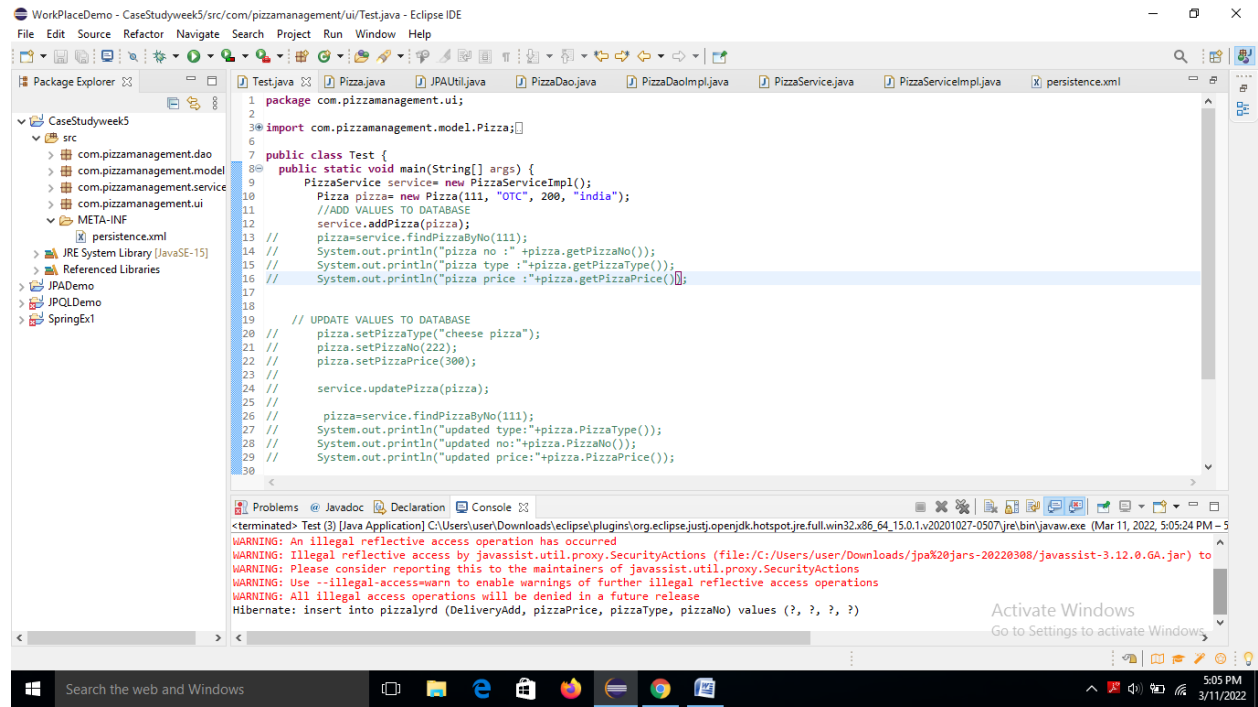 WorkPlaceDemo - CaseStudyweek5/src/com/pizzamanagement/ui/Test.java - Eclipse IDE
File Edit Source Refactor Navigate Search Project Run Window Help
Package Explorer
Test.java Pizza.java JPAUtil.java PizzaDao.java PizzaDaoImpl.java PizzaService.java PizzaServiceImpl.java persistence.xml
CaseStudyweek5
src
com.pizzamanagement.dao
com.pizzamanagement.model
com.pizzamanagement.service
com.pizzamanagement.ui
META-INF
persistence.xml
JRE System Library [JavaSE-15]
Referenced Libraries
JPADemo
JPQLDemo
SpringEx1
1 package com.pizzamanagement.ui;
2
3 import com.pizzamanagement.model.Pizza;
6
7 public class Test {
8 public static void main(String[] args) {
9 PizzaService service= new PizzaServiceImpl();
10 Pizza pizza= new Pizza(111, "OTC", 200, "india");
11 //ADD VALUES TO DATABASE
12 service.addPizza(pizza);
13 // pizza=service.findPizzaByNo(111);
14 // System.out.println("pizza no :" +pizza.getPizzaNo());
15 // System.out.println("pizza type :"+pizza.getPizzaType());
16 // System.out.println("pizza price :"+pizza.getPizzaPrice());
17
18
19 // UPDATE VALUES TO DATABASE
20 // pizza.setPizzaType("cheese pizza");
21 // pizza.setPizzaNo(222);
22 // pizza.setPizzaPrice(300);
23 //
24 // service.updatePizza(pizza);
25 //
26 // pizza=service.findPizzaByNo(111);
27 // System.out.println("updated type:"+pizza.PizzaType());
28 // System.out.println("updated no:"+pizza.PizzaNo());
29 // System.out.println("updated price:"+pizza.PizzaPrice());
30
Problems @ Javadoc Declaration Console
<terminated> Test (3) [Java Application] C:\Users\user\Downloads\eclipse\plugins\org.eclipse.justj.openjdk.hotspot.jre.full.win32.x86_64_15.0.1.v20201027-0507\jre\bin\javaw.exe (Mar 11, 2022, 5:05:24 PM – 5
WARNING: An illegal reflective access operation has occurred
WARNING: Illegal reflective access by javassist.util.proxy.SecurityActions (file:/C:/Users/user/Downloads/jpa%20jars-20220308/javassist-3.12.0.GA.jar) to
WARNING: Please consider reporting this to the maintainers of javassist.util.proxy.SecurityActions
WARNING: Use --illegal-access=warn to enable warnings of further illegal reflective access operations
WARNING: All illegal access operations will be denied in a future release
Hibernate: insert into pizzalyrd (DeliveryAdd, pizzaPrice, pizzaType, pizzaNo) values (?, ?, ?, ?)
Activate Windows
Go to Settings to activate Windows.
Search the web and Windows
5:05 PM
3/11/2022